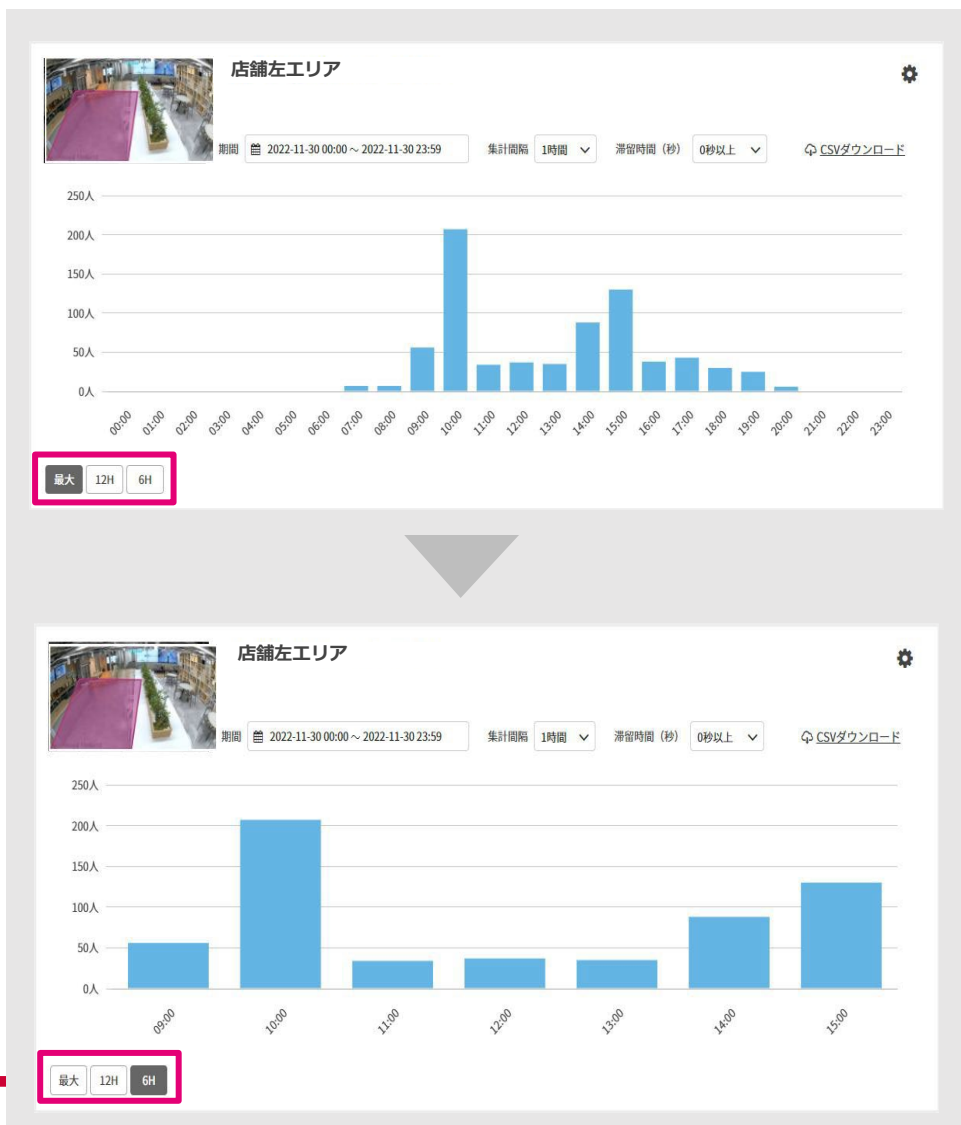 店舗左エリア
期間 2022-11-30 00:00 ~ 2022-11-30 23:59 集計間隔 1時間 滞留時間（秒） 0秒以上 CSVダウンロード
250人
200人
150人
100人
50人
0人
00:00 01:00 02:00 03:00 04:00 05:00 06:00 07:00 08:00 09:00 10:00 11:00 12:00 13:00 14:00 15:00 16:00 17:00 18:00 19:00 20:00 21:00 22:00 23:00
最大 12H 6H
店舗左エリア
期間 2022-11-30 00:00 ~ 2022-11-30 23:59 集計間隔 1時間 滞留時間（秒） 0秒以上 CSVダウンロード
250人
200人
150人
100人
50人
0人
09:00 10:00 11:00 12:00 13:00 14:00 15:00
最大 12H 6H